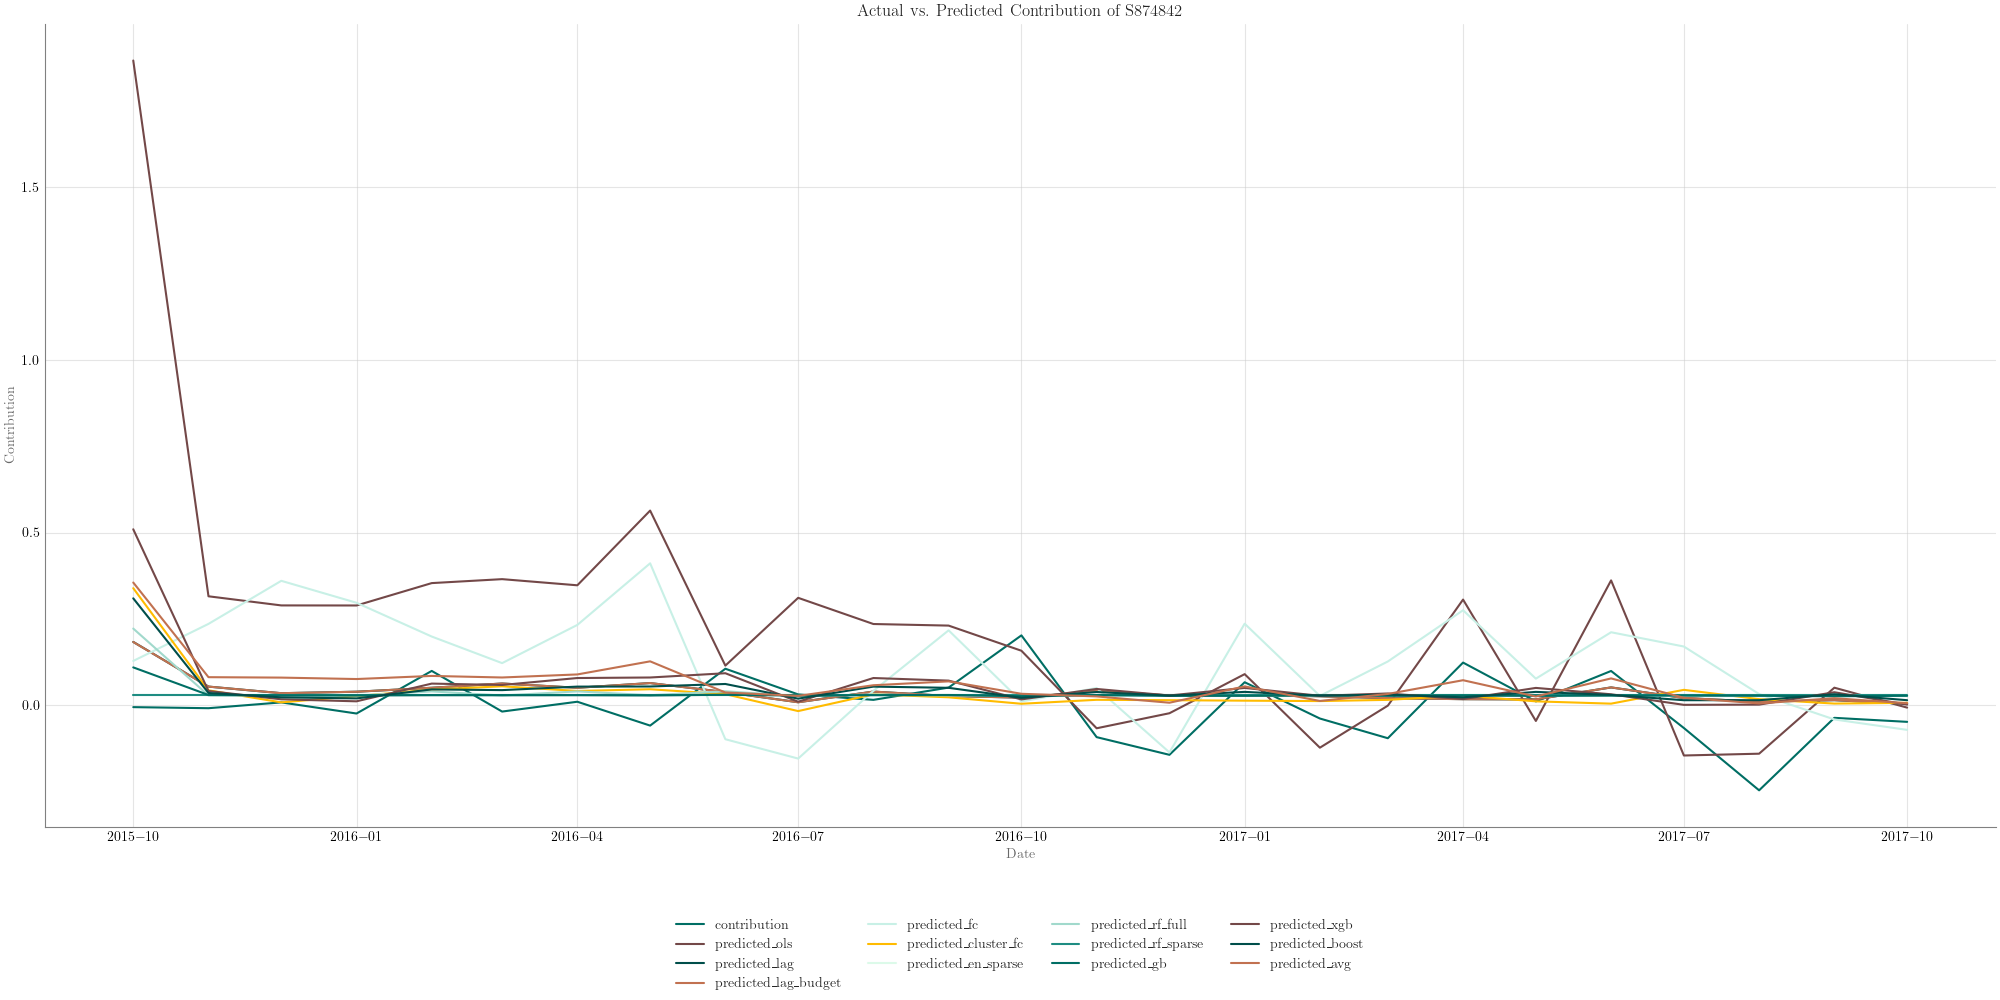 Actual vs. Predicted Contribution of S874842
Contribution
1.5
1.0
0.5
0.0
2015−10 2016−01 2016−04 2016−07 2016−10 2017−01 2017−04 2017−07 2017−10
Date
contribution predicted_fc predicted_rf_full predicted_xgb
predicted_ols predicted_cluster_fc predicted_rf_sparse predicted_boost
predicted_lag predicted_en_sparse predicted_gb predicted_avg
predicted_lag_budget